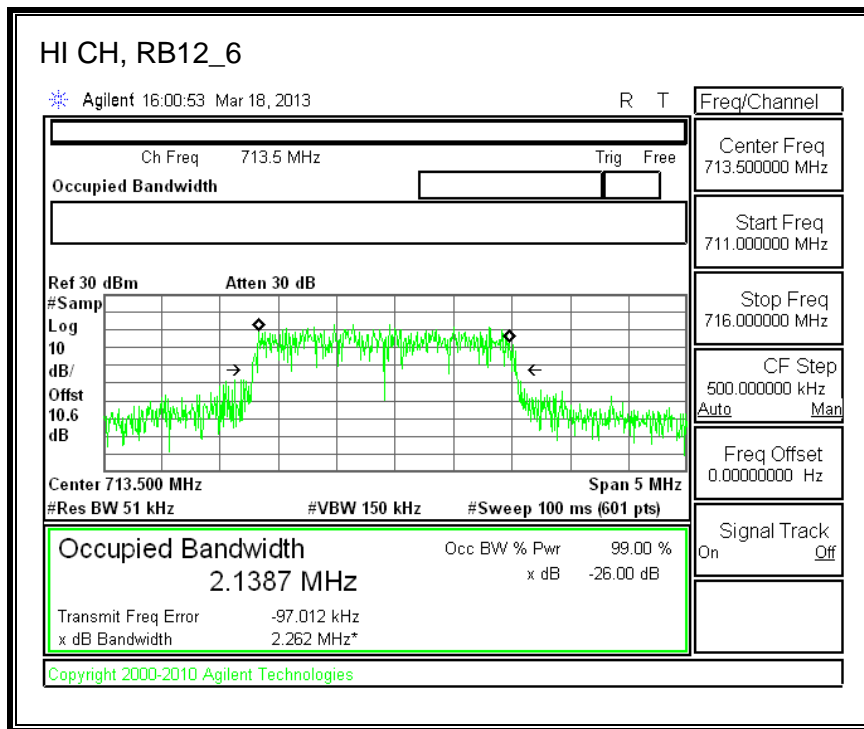 HI CH, RB12_6
Agilent 16:00:53 Mar 18, 2013 R T
Freq/Channel
Ch Freq 713.5 MHz Trig Free
Occupied Bandwidth
Center Freq
713.500000 MHz
Start Freq
711.000000 MHz
Stop Freq
716.000000 MHz
CF Step
500.000000 kHz
Auto Man
Freq Offset
0.00000000 Hz
Signal Track
On Off
Ref 30 dBm Atten 30 dB
#Samp
Log
10
dB/
Offst
10.6
dB
Center 713.500 MHz Span 5 MHz
#Res BW 51 kHz #VBW 150 kHz #Sweep 100 ms (601 pts)
Occupied Bandwidth
2.1387 MHz
Occ BW % Pwr 99.00 %
x dB -26.00 dB
Transmit Freq Error -97.012 kHz
x dB Bandwidth 2.262 MHz*
Copyright 2000-2010 Agilent Technologies